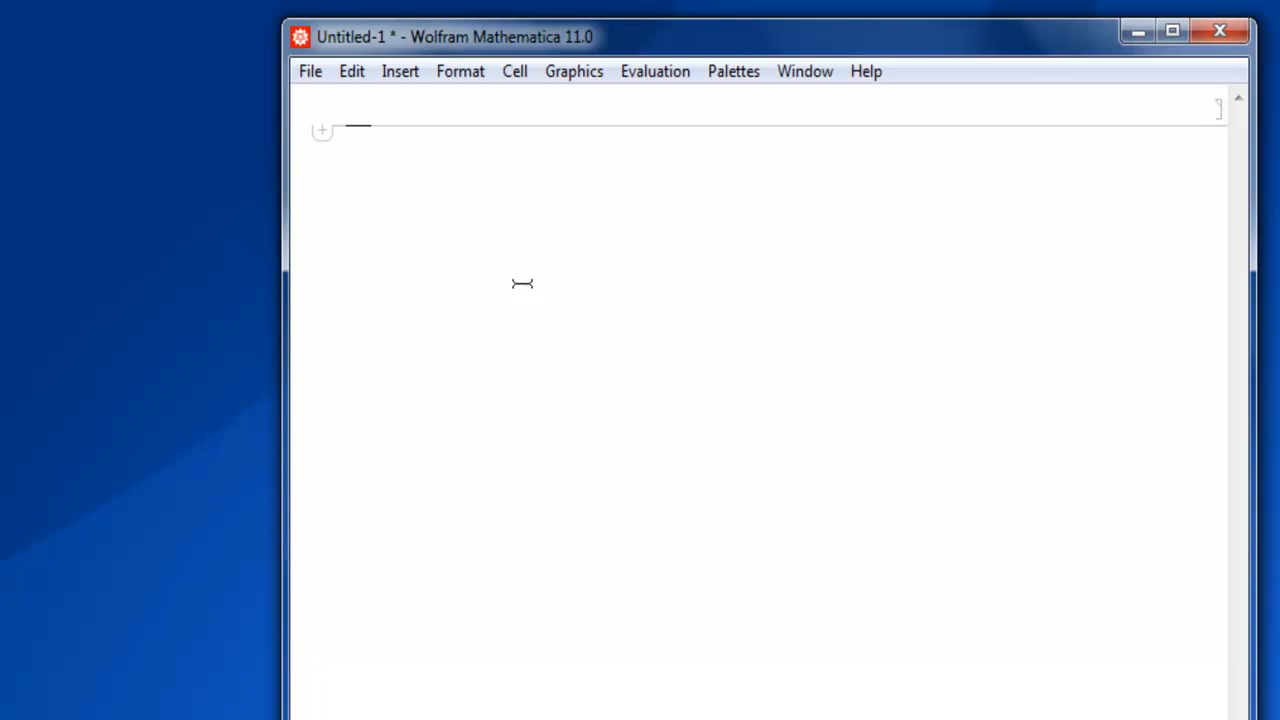 Untitled-1 * - Wolfram Mathematica 11.0
File Edit Insert Format Cell Graphics Evaluation Palettes Window Help